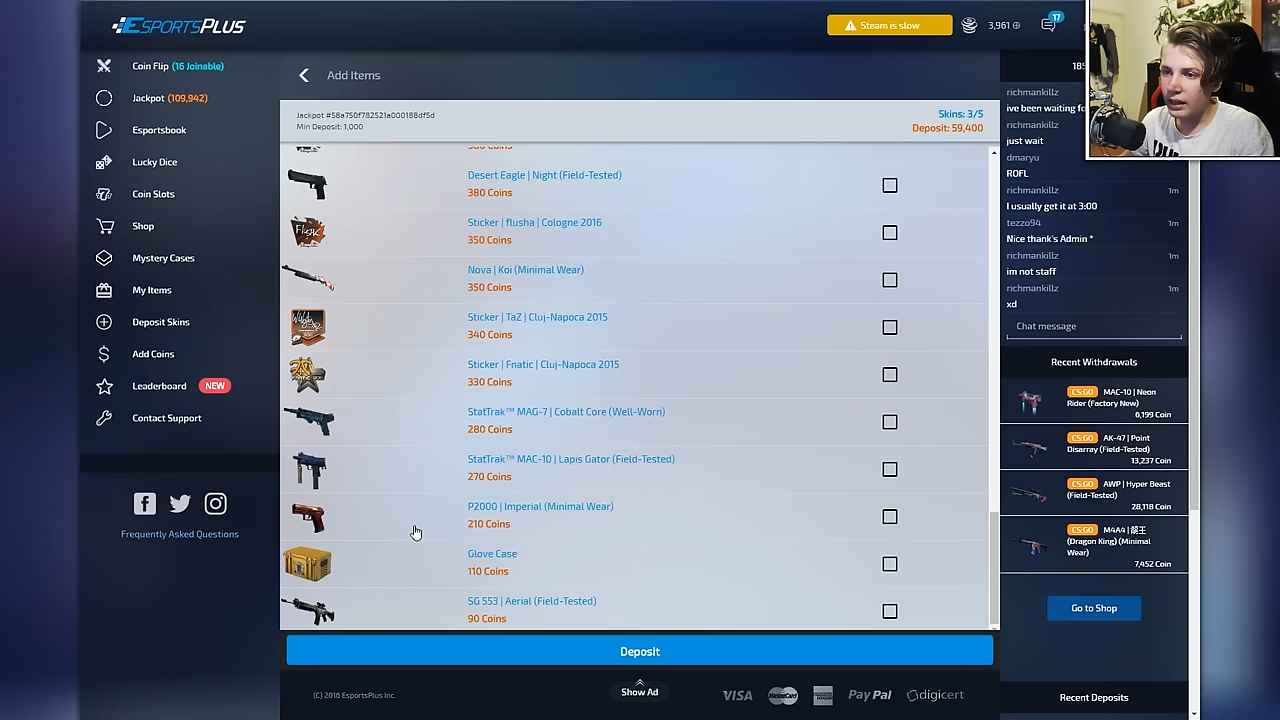 ESPORTSPLUS
Steam is slow
3,961
17
Coin Flip (16 Joinable)
Jackpot (109,942)
Esportsbook
Lucky Dice
Coin Slots
Shop
Mystery Cases
My Items
Deposit Skins
Add Coins
Leaderboard NEW
Contact Support
Frequently Asked Questions
Add Items
Jackpot #58a750f782521a000188df5d
Min Deposit: 1,000
Skins: 3/5
Deposit: 59,400
Desert Eagle | Night (Field-Tested)
380 Coins
Sticker | flusha | Cologne 2016
350 Coins
Nova | Koi (Minimal Wear)
350 Coins
Sticker | TaZ | Cluj-Napoca 2015
340 Coins
Sticker | Fnatic | Cluj-Napoca 2015
330 Coins
StatTrak™ MAG-7 | Cobalt Core (Well-Worn)
280 Coins
StatTrak™ MAC-10 | Lapis Gator (Field-Tested)
270 Coins
P2000 | Imperial (Minimal Wear)
210 Coins
Glove Case
110 Coins
SG 553 | Aerial (Field-Tested)
90 Coins
Deposit
(C) 2016 EsportsPlus Inc.
Show Ad
VISA
MasterCard
PayPal
digicert
richmankillz
ive been waiting
richmankillz
just wait
dmaryu
ROFL
richmankillz 1m
I usually get it at 3:00
tezzo94 1m
Nice thank's Admin *
richmankillz 1m
im not staff
richmankillz 1m
xd
Chat message
Recent Withdrawals
CS:GO MAC-10 | Neon
Rider (Factory New)
6,199 Coin
CS:GO AK-47 | Point
Disarray (Field-Tested)
13,237 Coin
CS:GO AWP | Hyper Beast
(Field-Tested)
28,118 Coin
CS:GO M4A4 | 龍王
(Dragon King) (Minimal
Wear)
7,452 Coin
Go to Shop
Recent Deposits